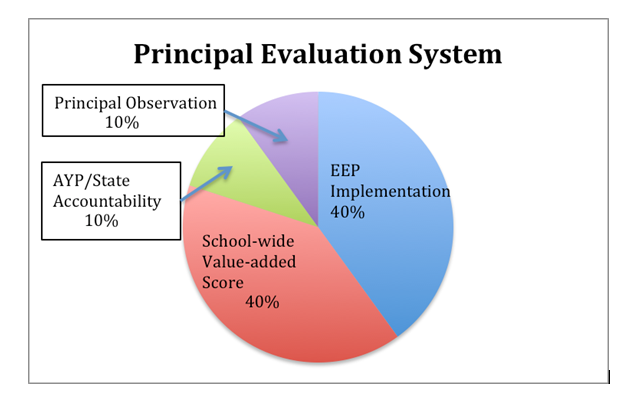 Principal Evaluation System
Principal Observation
10%
AYP/State
Accountability
10%
EEP
Implementation
40%
School-wide
Value-added
Score
40%